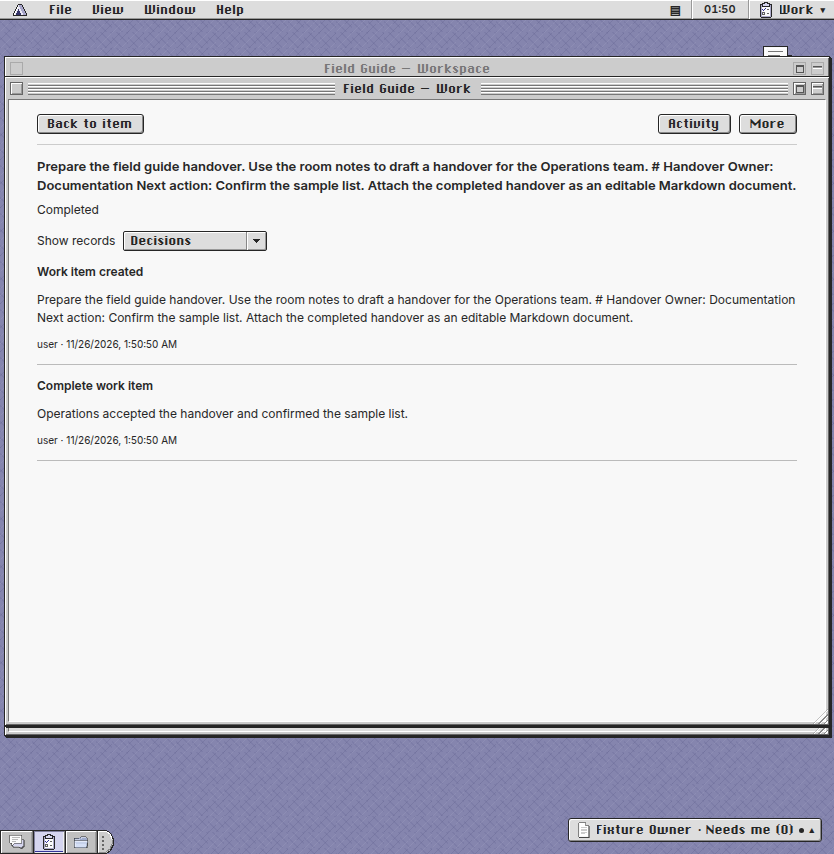 File View Window Help 01:50 Work
Field Guide — Workspace
Field Guide — Work
Back to item Activity More
Prepare the field guide handover. Use the room notes to draft a handover for the Operations team. # Handover Owner:
Documentation Next action: Confirm the sample list. Attach the completed handover as an editable Markdown document.
Completed
Show records Decisions
Work item created
Prepare the field guide handover. Use the room notes to draft a handover for the Operations team. # Handover Owner: Documentation
Next action: Confirm the sample list. Attach the completed handover as an editable Markdown document.
user · 11/26/2026, 1:50:50 AM
Complete work item
Operations accepted the handover and confirmed the sample list.
user · 11/26/2026, 1:50:50 AM
Fixture Owner · Needs me (0)